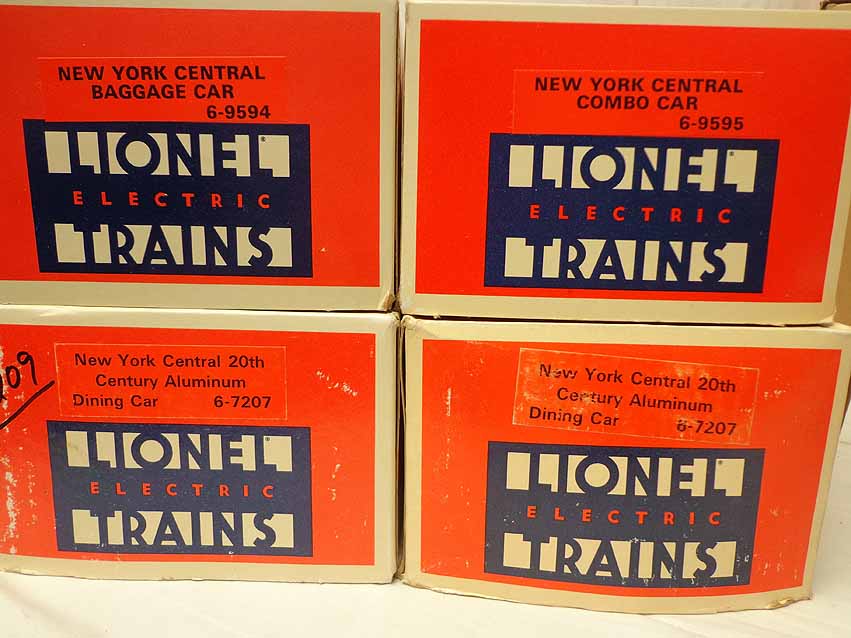 NEW YORK CENTRAL
BAGGAGE CAR
6-9594
LIONEL®
ELECTRIC
TRAINS
NEW YORK CENTRAL
COMBO CAR
6-9595
LIONEL®
ELECTRIC
TRAINS
New York Central 20th
Century Aluminum
Dining Car 6-7207
09
LIONEL®
ELECTRIC
TRAINS
New York Central 20th
Century Aluminum
Dining Car 6-7207
LIONEL®
ELECTRIC
TRAINS